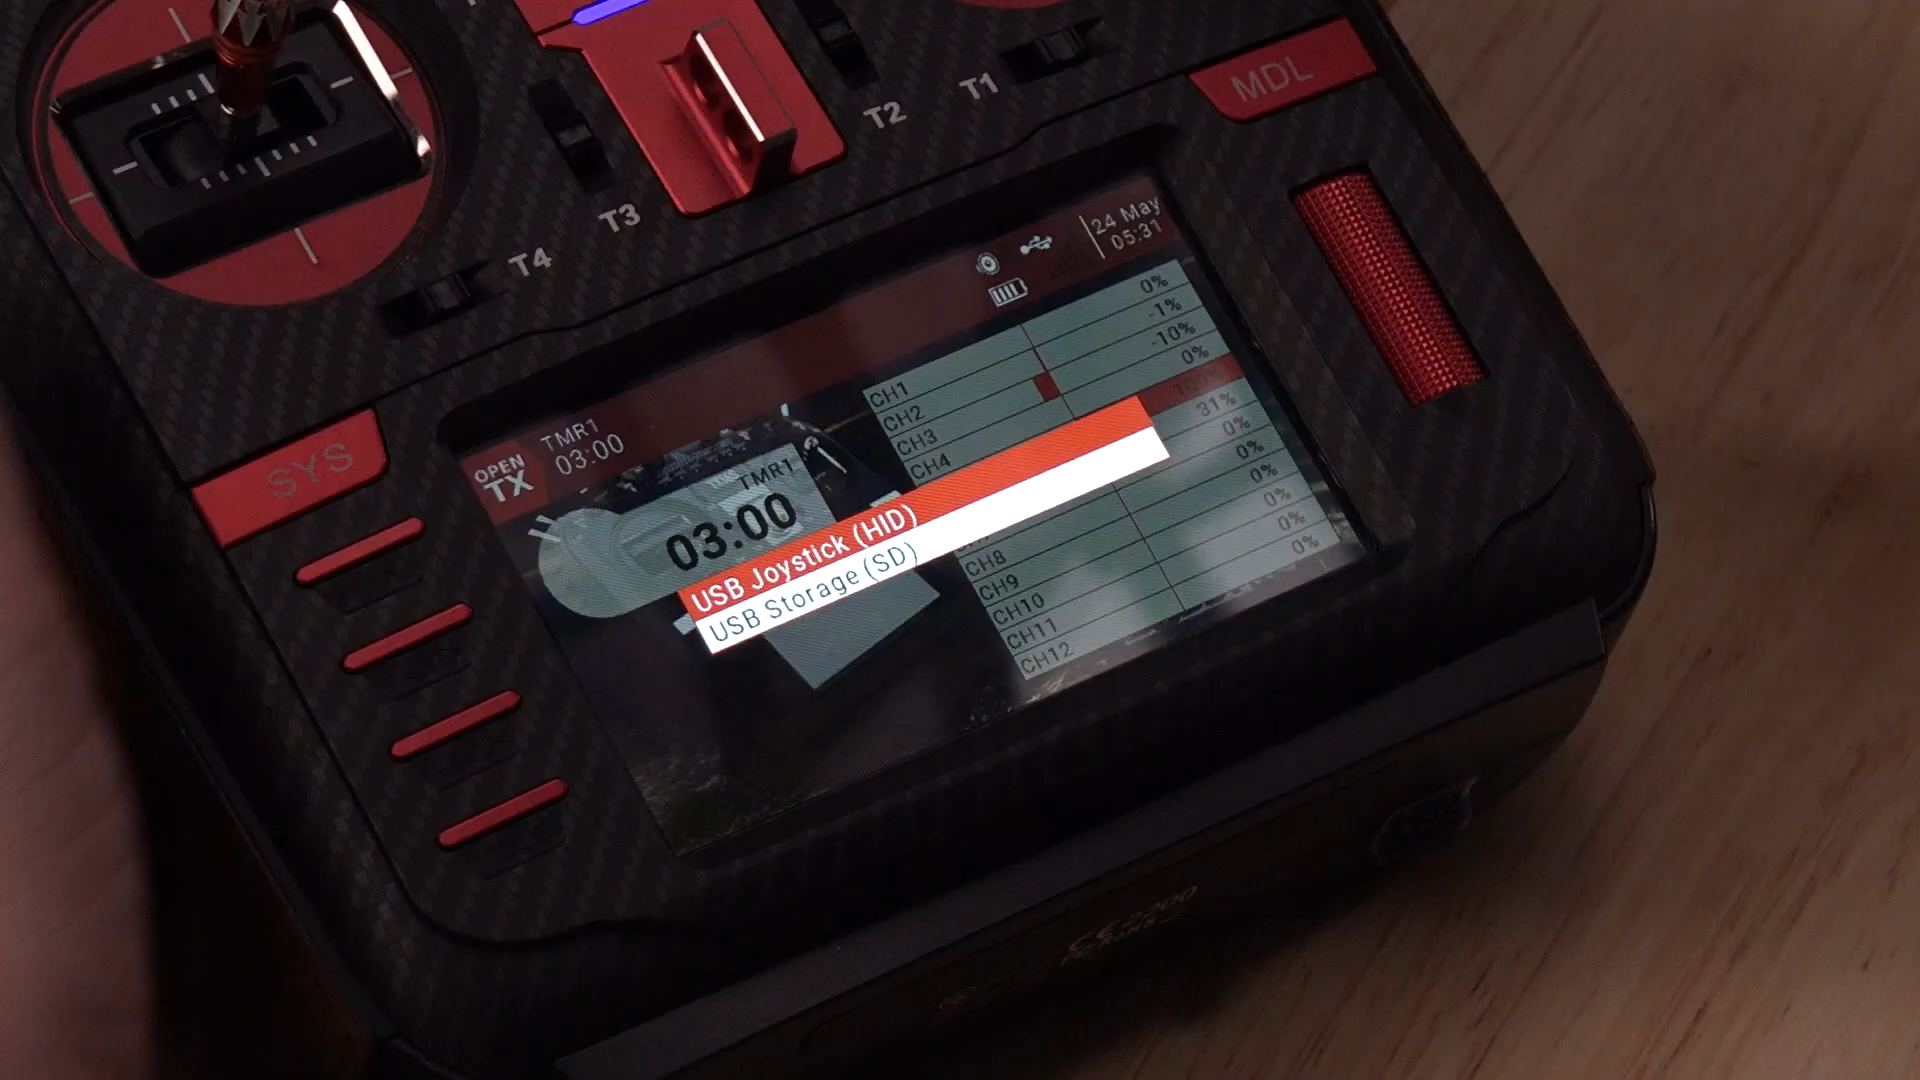 T1
MDL
T2
T3
T4
SYS
24 May
05:31
OPEN
TX
TMR1
03:00
TMR1
03:00
USB Joystick (HID)
USB Storage (SD)
CH1
0%
CH2
-1%
CH3
-10%
CH4
0%
100%
31%
0%
CH8
0%
CH9
0%
CH10
0%
CH11
0%
CH12
0%